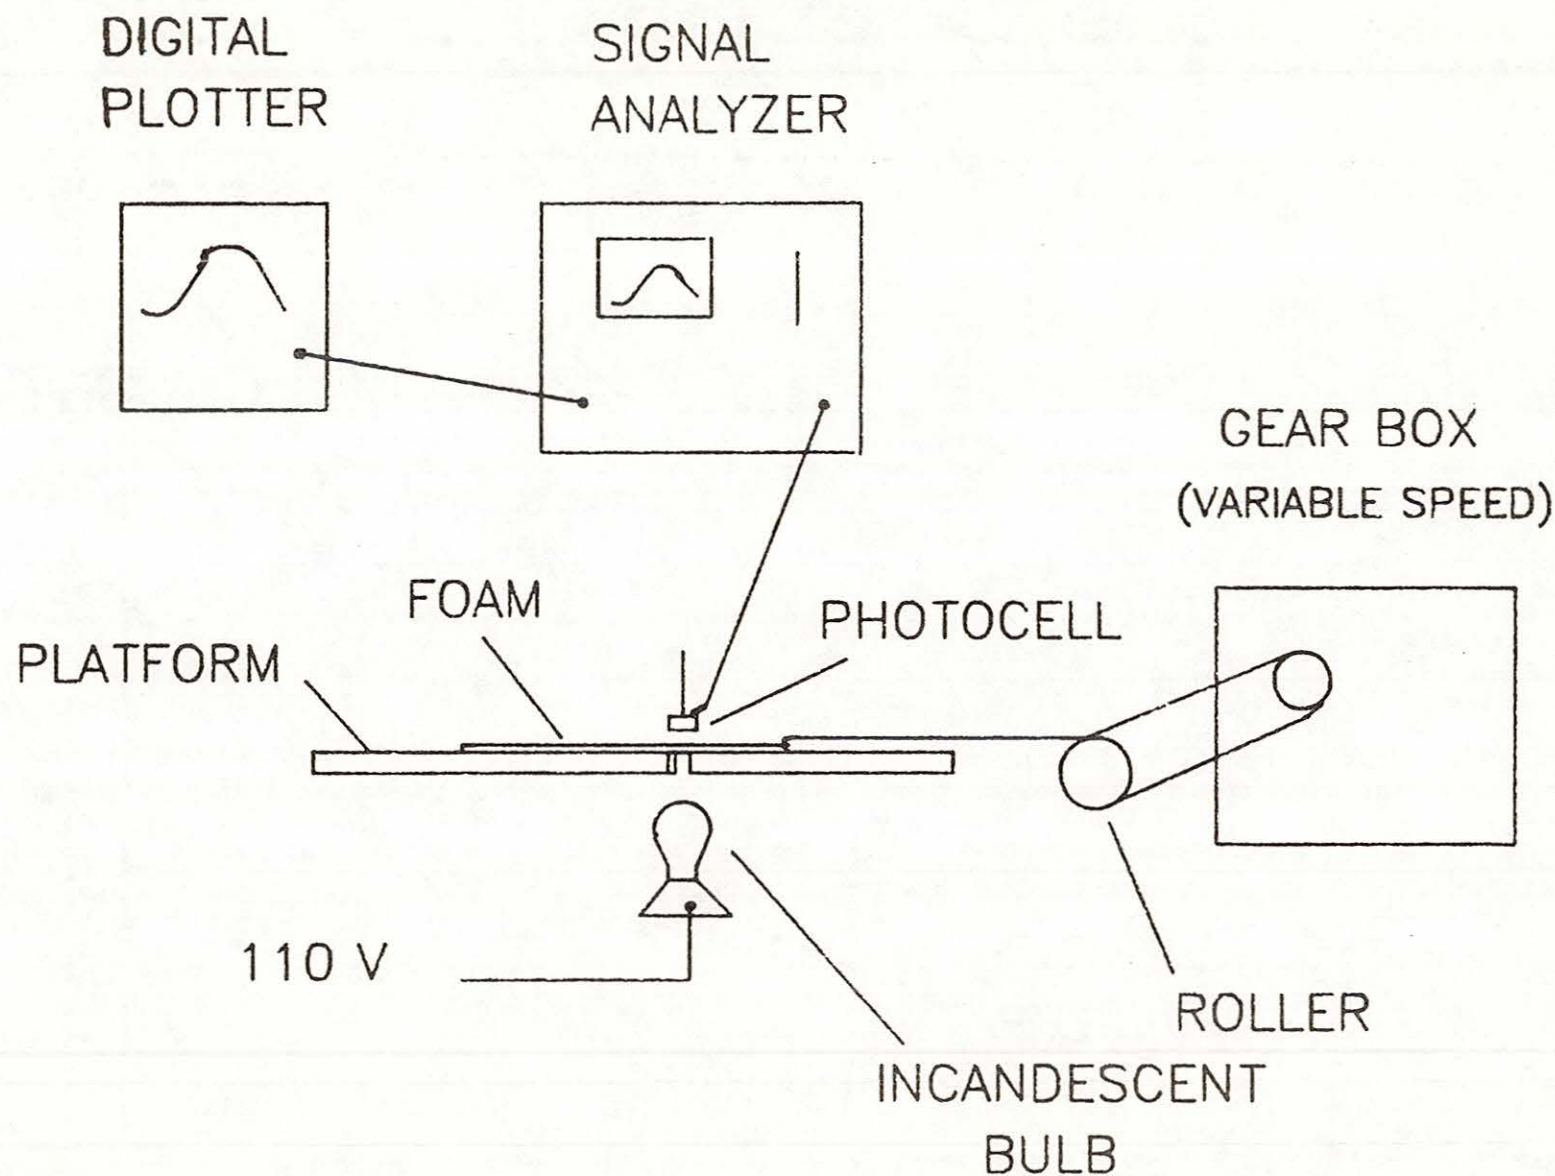 DIGITAL
PLOTTER
SIGNAL
ANALYZER
GEAR BOX
(VARIABLE SPEED)
FOAM
PHOTOCELL
PLATFORM
110 V
ROLLER
INCANDESCENT
BULB